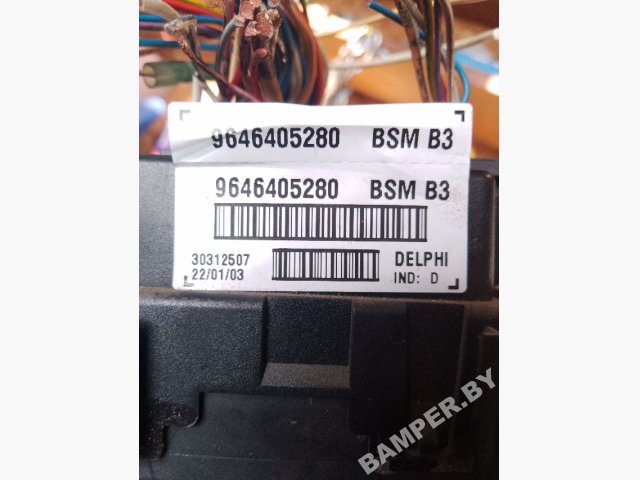 9646405280 BSM B3
9646405280 BSM B3
30312507 DELPHI
22/01/03 IND: D
BAMPER.BY